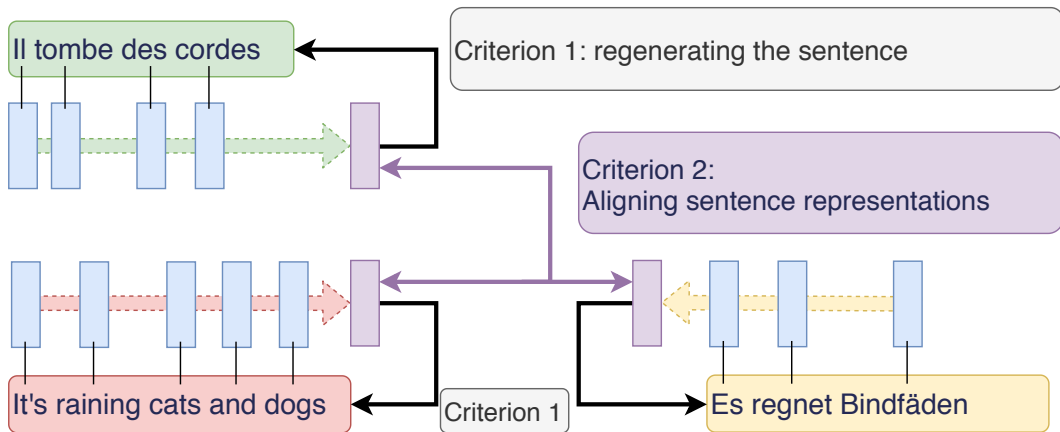 Il tombe des cordes
Criterion 1: regenerating the sentence
Criterion 2:
Aligning sentence representations
It's raining cats and dogs
Criterion 1
Es regnet Bindfäden